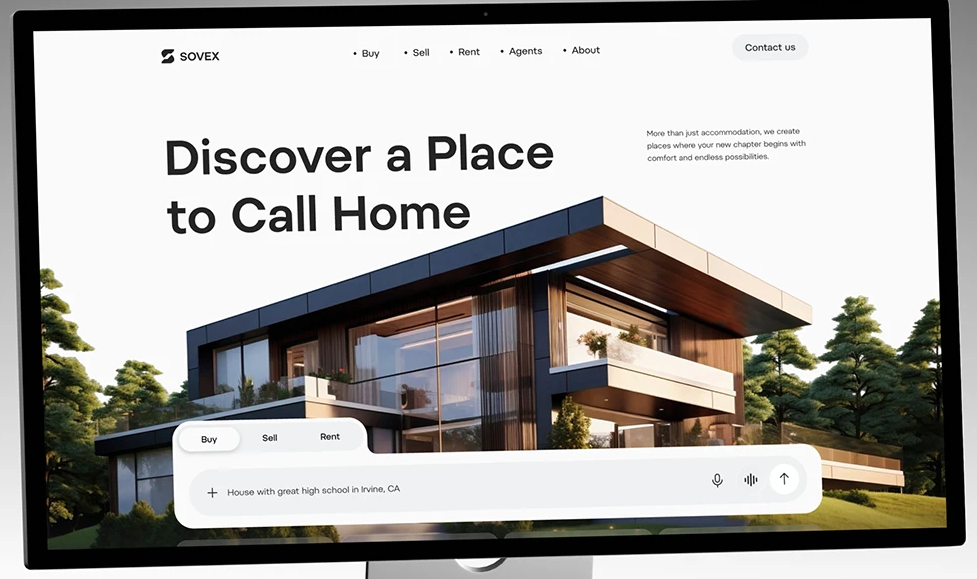 SOVEX
• Buy
• Sell
• Rent
• Agents
• About
Contact us
Discover a Place
to Call Home
More than just accommodation, we create
places where your new chapter begins with
comfort and endless possibilities.
Buy
Sell
Rent
House with great high school in Irvine, CA